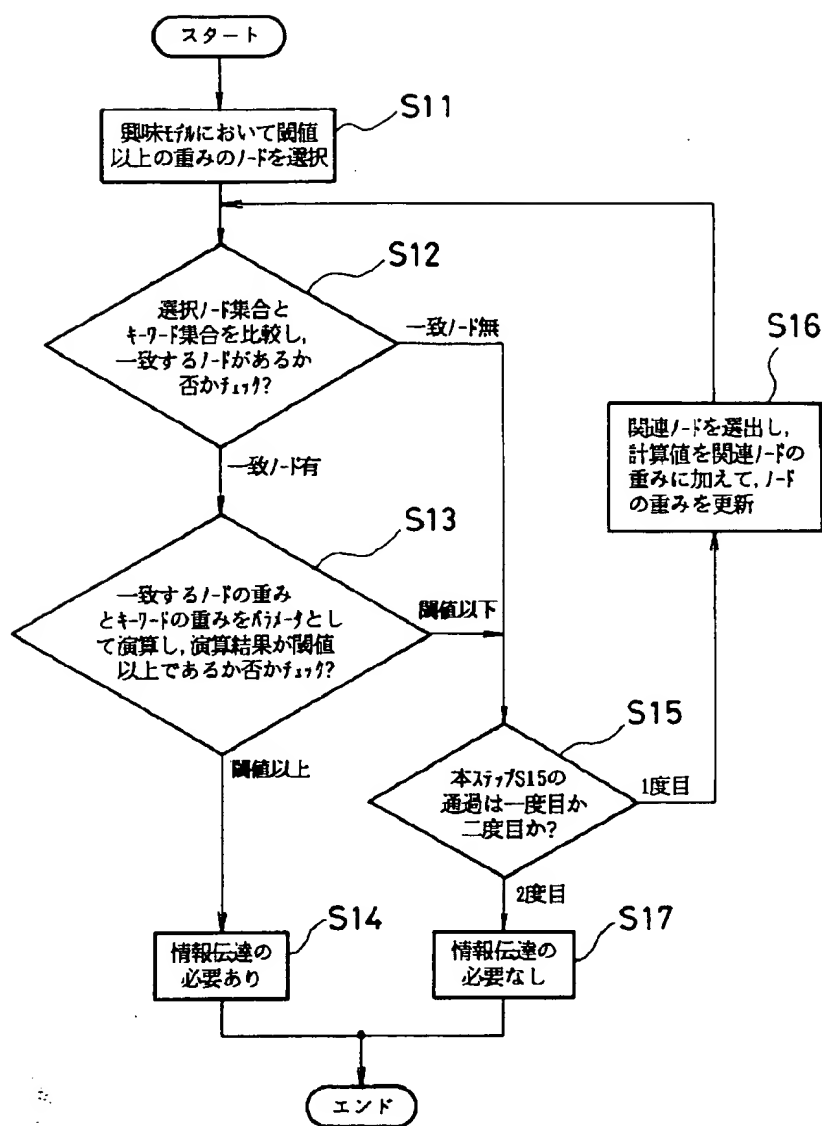 スタート
S11
興味モデルにおいて閾値
以上の重みのノードを選択
S12
選択ノード集合と
キーワード集合を比較し,
一致するノードがあるか
否かチェック?
一致ノード無
一致ノード有
S16
関連ノードを選出し,
計算値を関連ノードの
重みに加えて,ノード
の重みを更新
S13
一致するノードの重み
とキーワードの重みをパラメータとし
て演算し,演算結果が閾値
以上であるか否かチェック?
閾値以下
閾値以上
S15
本ステップS15の
通過は一度目か
二度目か?
1度目
2度目
S14
情報伝達の
必要あり
S17
情報伝達の
必要なし
エンド